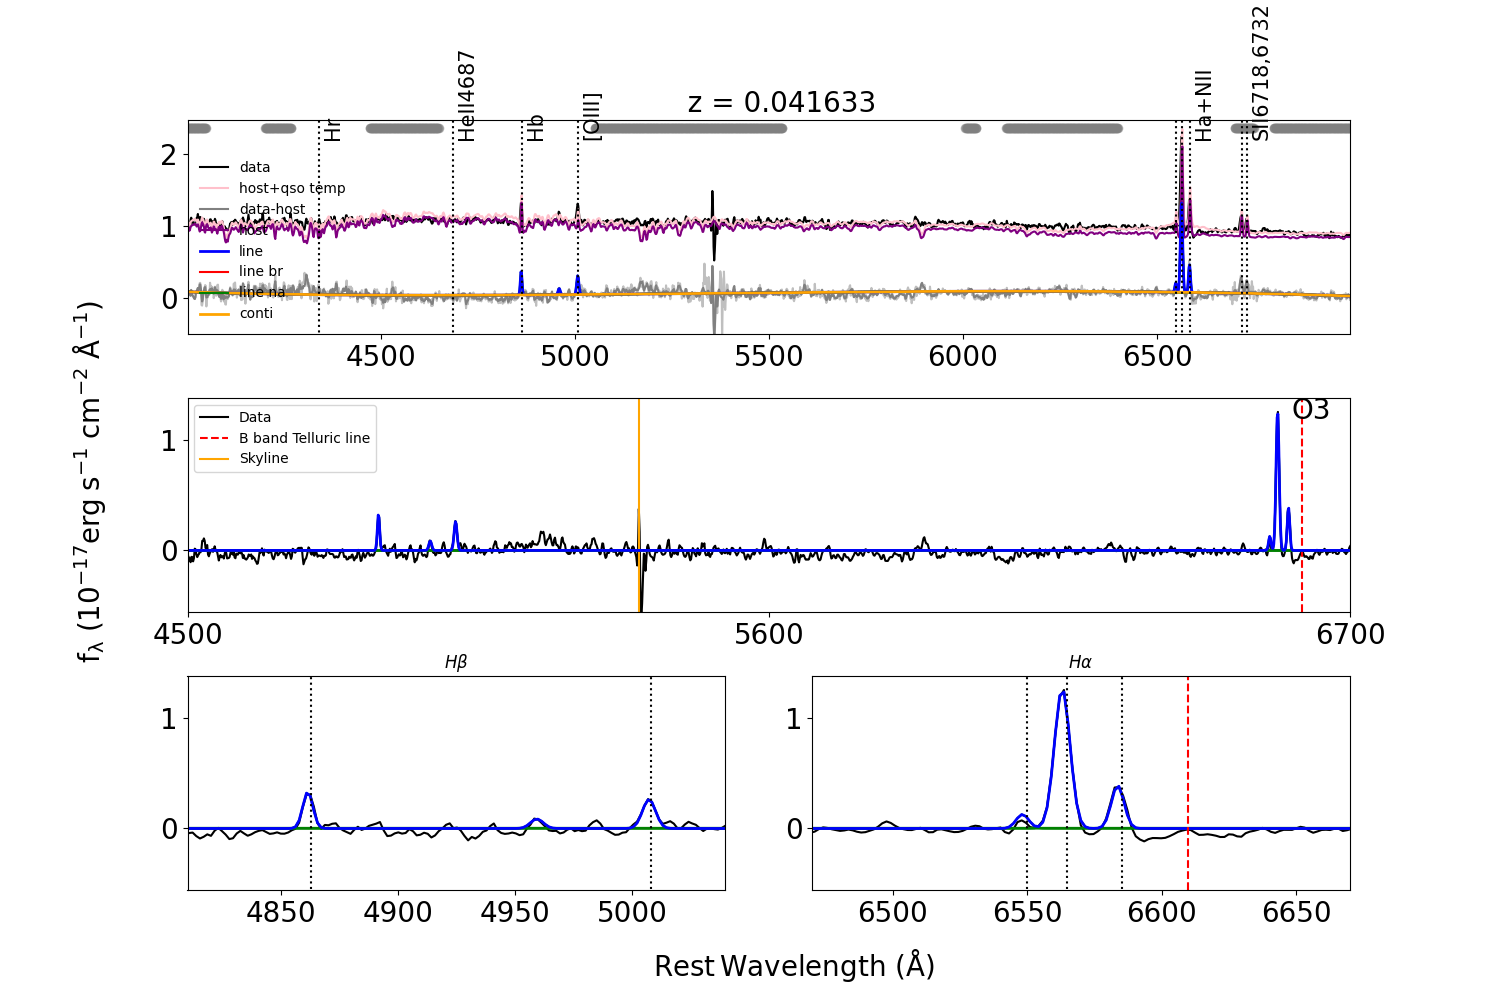 z = 0.041633
Hr
HeII4687
Hb
[OIII]
Ha+NII
SII6718,6732
2
1
0
data
host+qso temp
data-host
host
line
line br
line na
conti
4500 5000 5500 6000 6500
1
0
Data
B band Telluric line
Skyline
O3
4500 5600 6700
fλ (10⁻¹⁷erg s⁻¹ cm⁻² Å⁻¹)
Hβ
1
0
4850 4900 4950 5000
Hα
1
0
6500 6550 6600 6650
Rest Wavelength (Å)